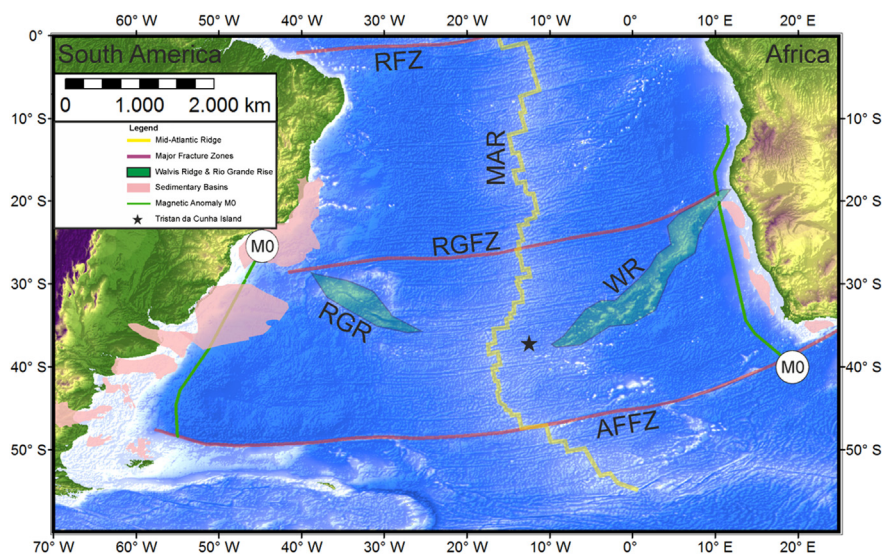 60° W 50° W 40° W 30° W 20° W 10° W 0° 10° E 20° E
0° South America Africa 0°
RFZ
0 1.000 2.000 km
10° S 10° S
Legend
Mid-Atlantic Ridge
Major Fracture Zones
Walvis Ridge & Rio Grande Rise
Sedimentary Basins
Magnetic Anomaly M0
Tristan da Cunha Island
MAR
20° S 20° S
M0
RGFZ
WR
30° S 30° S
RGR
40° S M0 40° S
AFFZ
50° S 50° S
70° W 60° W 50° W 40° W 30° W 20° W 10° W 0° 10° E 20° E